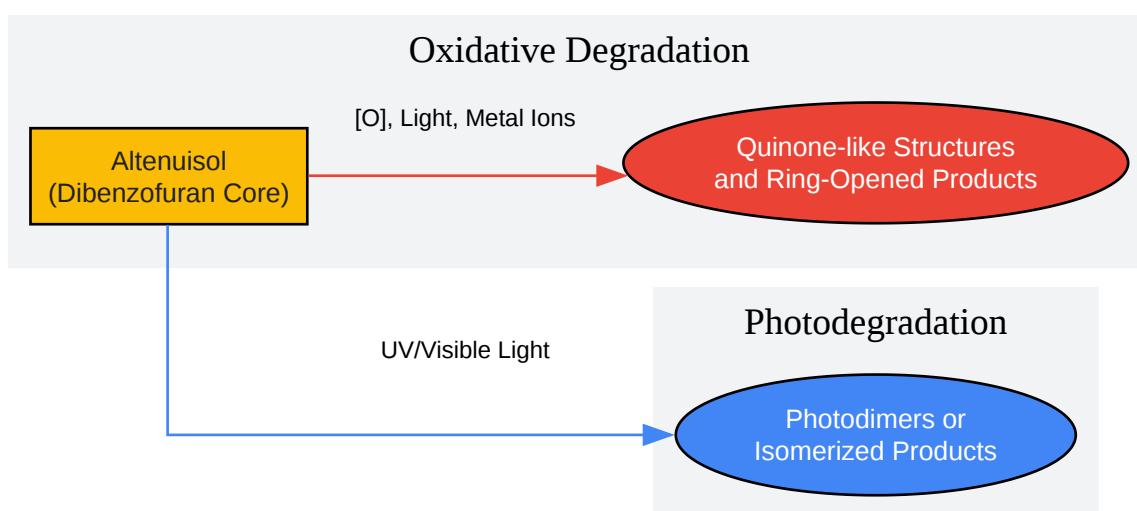 Oxidative Degradation
[O], Light, Metal Ions
Altenuisol
(Dibenzofuran Core)
Quinone-like Structures
and Ring-Opened Products
Photodegradation
UV/Visible Light
Photodimers or
Isomerized Products